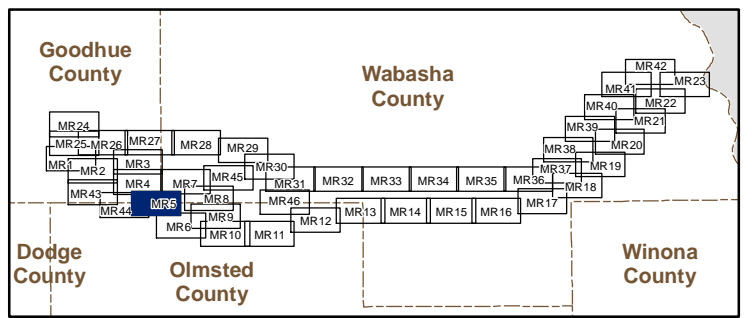 Goodhue
County
Wabasha
County
MR42
MR41
MR23
MR40
MR22
MR24
MR39
MR21
MR25
MR26
MR27
MR28
MR29
MR38
MR20
MR1
MR2
MR3
MR30
MR37
MR19
MR4
MR7
MR45
MR31
MR32
MR33
MR34
MR35
MR36
MR18
MR43
MR44
MR5
MR8
MR46
MR17
MR6
MR9
MR12
MR13
MR14
MR15
MR16
MR10
MR11
Dodge
County
Olmsted
County
Winona
County